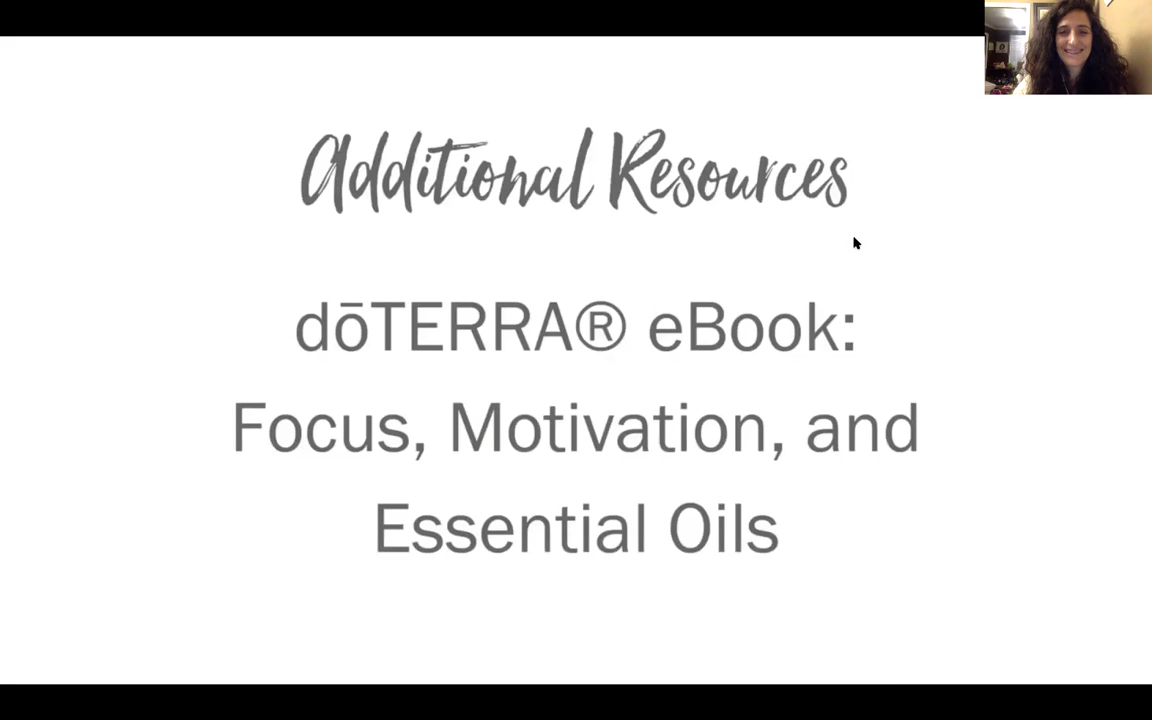 Additional Resources
dōTERRA® eBook:
Focus, Motivation, and
Essential Oils